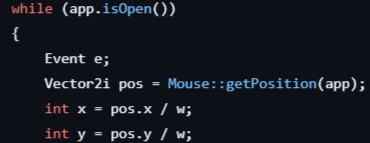 while (app.isOpen())
{
Event e;
Vector2i pos = Mouse::getPosition(app);
int x = pos.x / w;
int y = pos.y / w;